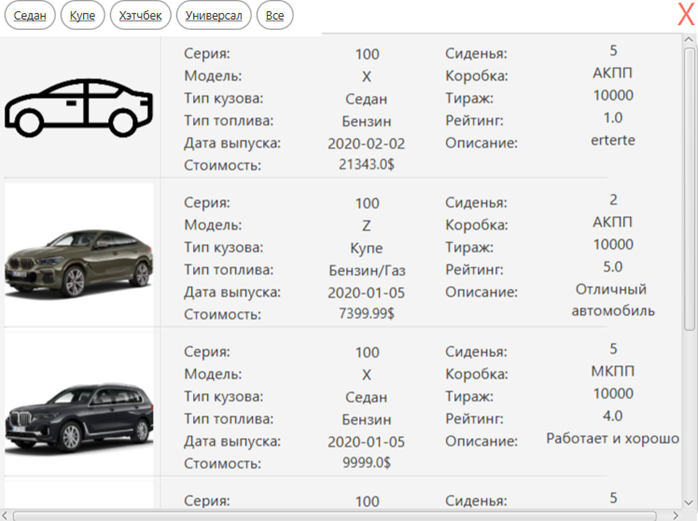 Седан Купе Хэтчбек Универсал Все X
Серия: 100 Сиденья: 5
Модель: X Коробка: АКПП
Тип кузова: Седан Тираж: 10000
Тип топлива: Бензин Рейтинг: 1.0
Дата выпуска: 2020-02-02 Описание: erterte
Стоимость: 21343.0$
Серия: 100 Сиденья: 2
Модель: Z Коробка: АКПП
Тип кузова: Купе Тираж: 10000
Тип топлива: Бензин/Газ Рейтинг: 5.0
Дата выпуска: 2020-01-05 Описание: Отличный
Стоимость: 7399.99$ автомобиль
Серия: 100 Сиденья: 5
Модель: X Коробка: МКПП
Тип кузова: Седан Тираж: 10000
Тип топлива: Бензин Рейтинг: 4.0
Дата выпуска: 2020-01-05 Описание: Работает и хорошо
Стоимость: 9999.0$
Серия: 100 Сиденья: 5